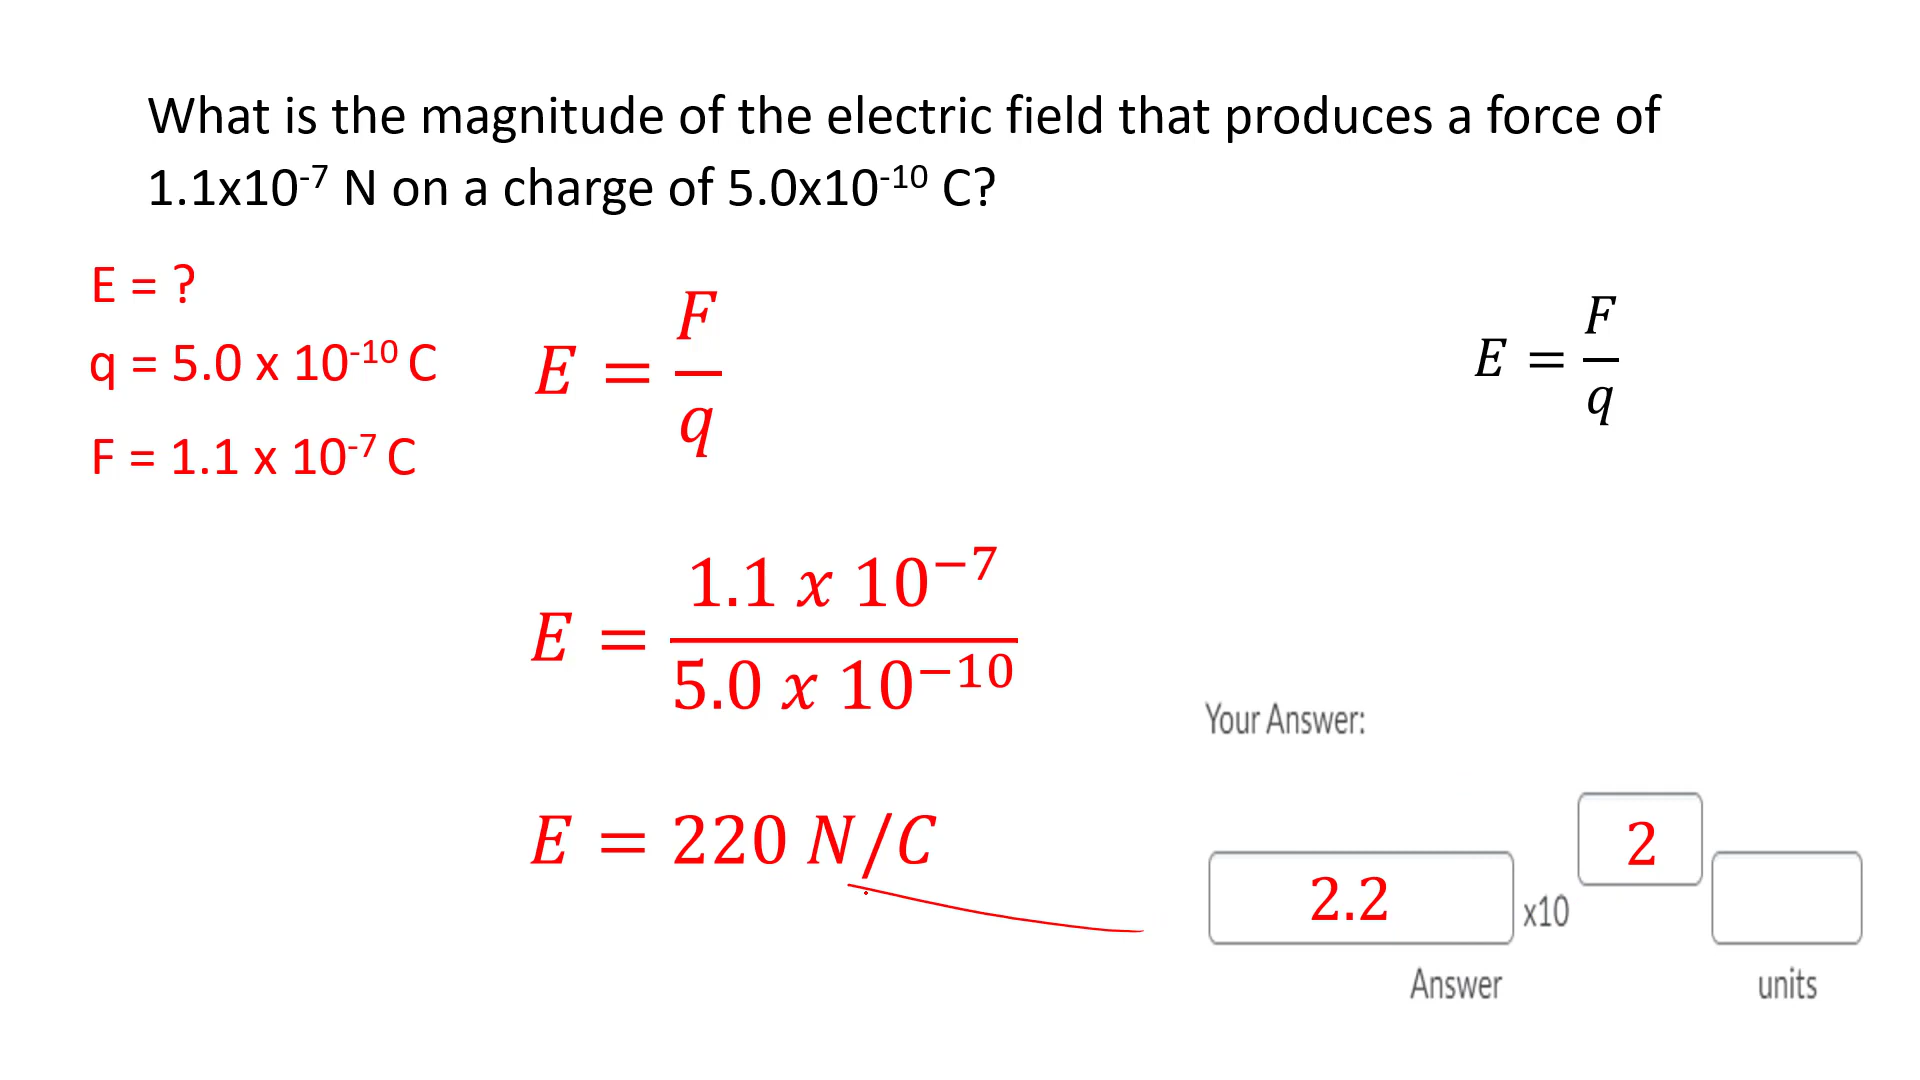 What is the magnitude of the electric field that produces a force of
1.1x10⁻⁷ N on a charge of 5.0x10⁻¹⁰ C?
E = ?
q = 5.0 x 10⁻¹⁰ C
F = 1.1 x 10⁻⁷ C
E = F/q
E = F/q
E = 1.1 x 10⁻⁷ / 5.0 x 10⁻¹⁰
E = 220 N/C
Your Answer:
2.2 x10 2
Answer units